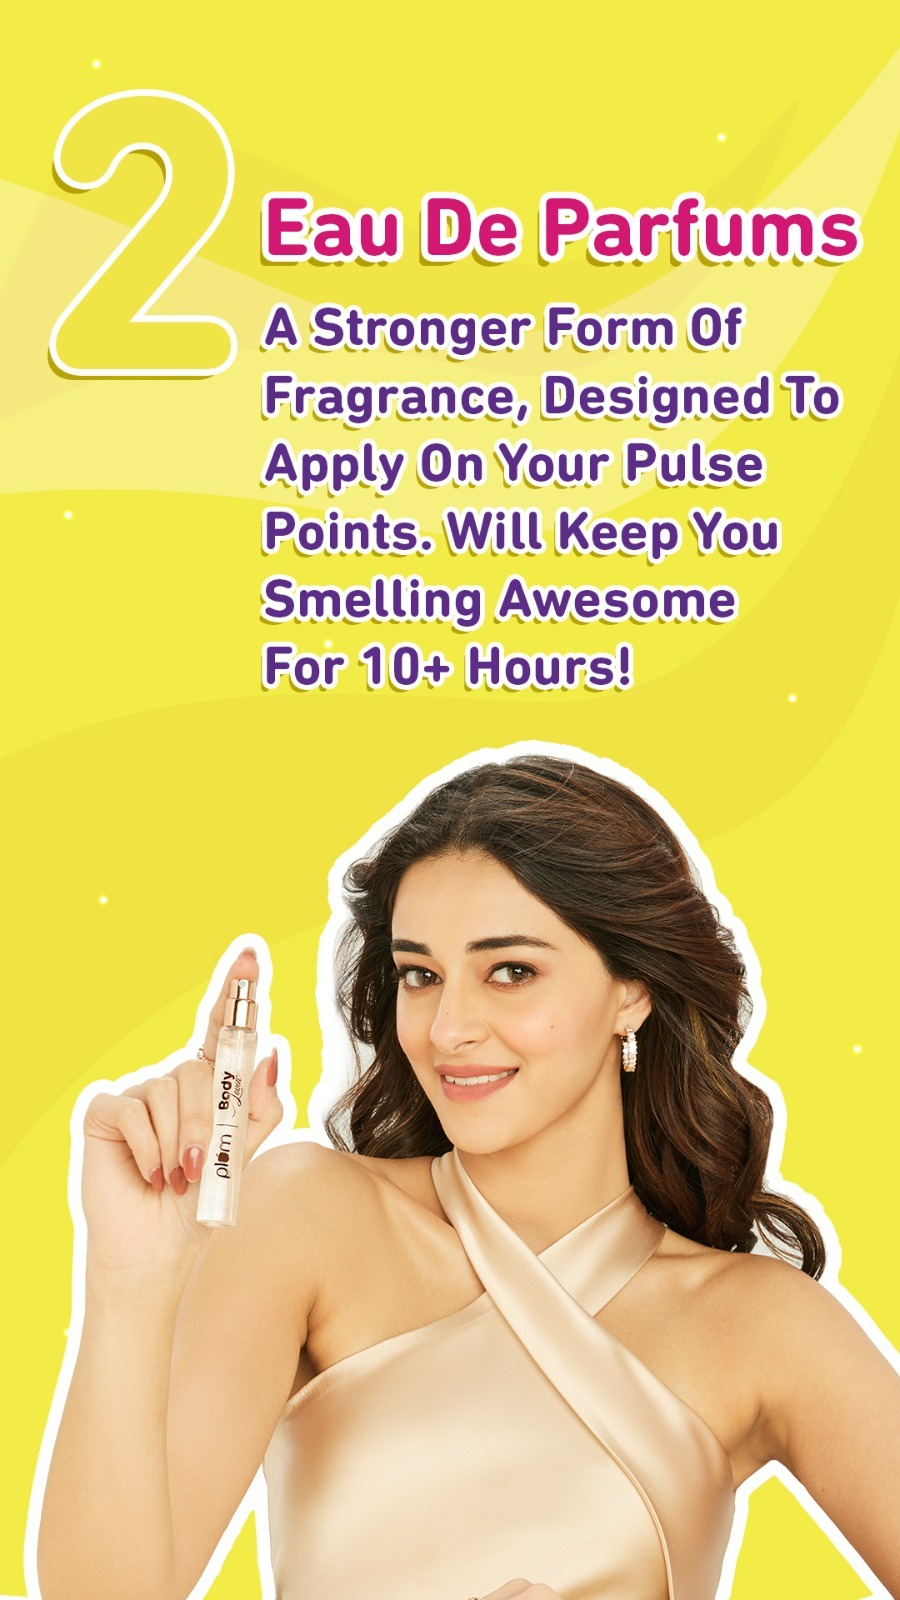 2
Eau De Parfums
A Stronger Form Of
Fragrance, Designed To
Apply On Your Pulse
Points. Will Keep You
Smelling Awesome
For 10+ Hours!
plum | Body
Lovin'